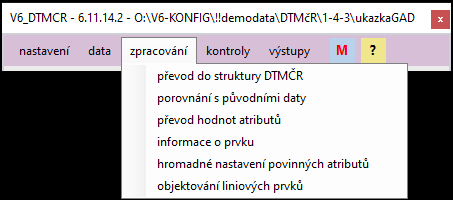 V6_DTMCR - 6.11.14.2 - O:\V6-KONFIG\!!demodata\DTMčR\1-4-3\ukazkaGAD x
nastavení data zpracování kontroly výstupy M ?
převod do struktury DTMČR
porovnání s původními daty
převod hodnot atributů
informace o prvku
hromadné nastavení povinných atributů
objektování liniových prvků